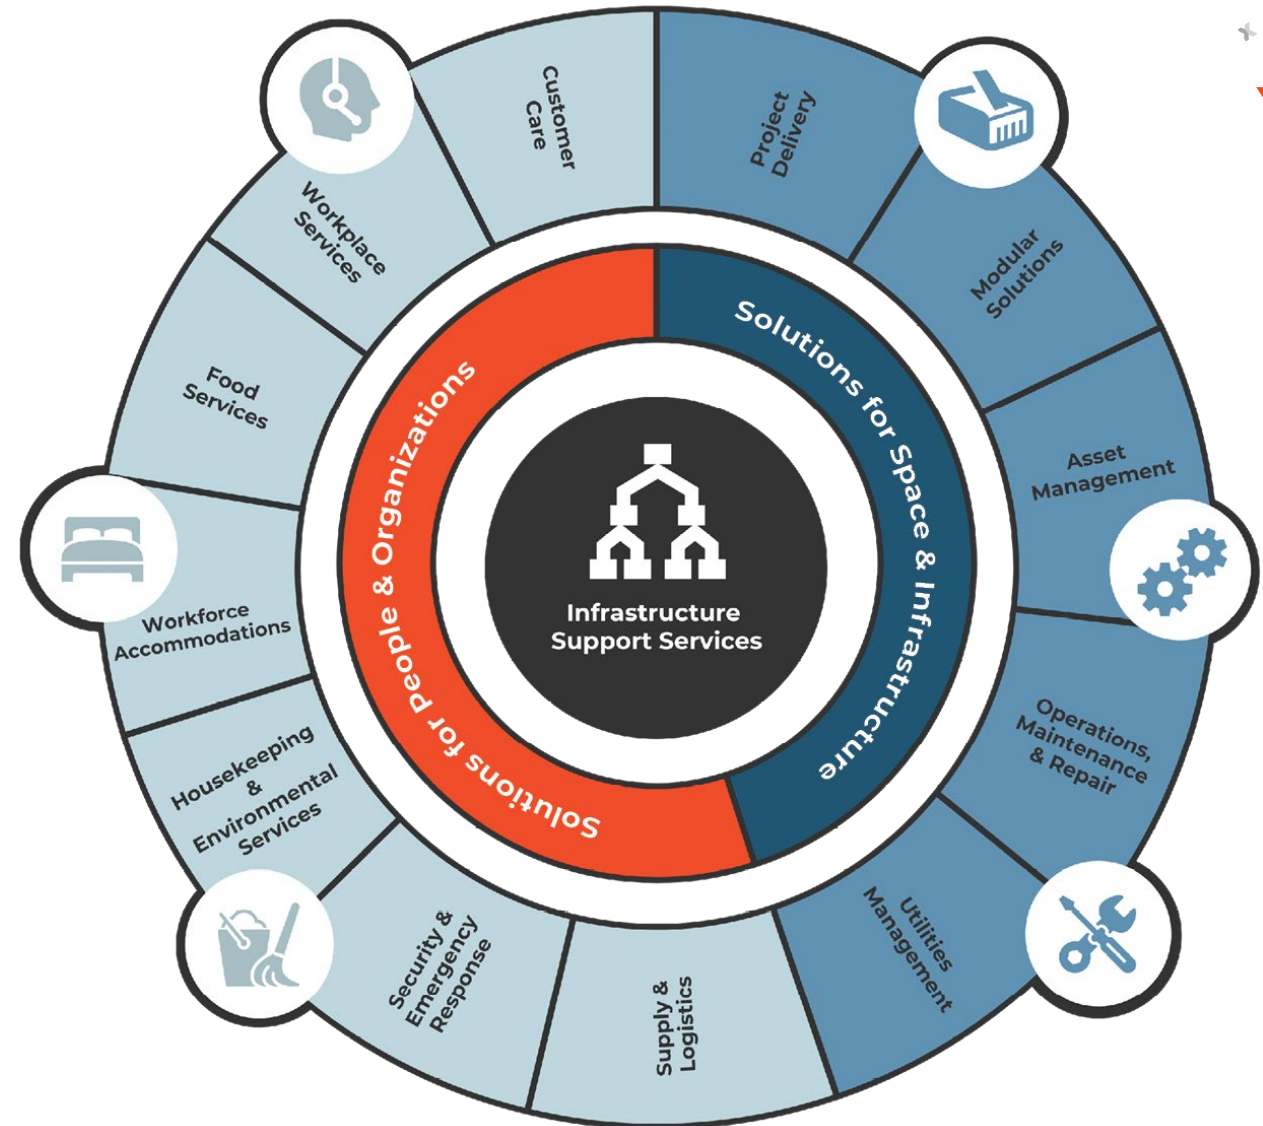 Infrastructure
Support Services
Solutions for Space & Infrastructure
Solutions for People & Organizations
Project
Delivery
Modular
Solutions
Asset
Management
Operations,
Maintenance
& Repair
Utilities
Management
Supply &
Logistics
Security &
Emergency
Response
Housekeeping
&
Environmental
Services
Workforce
Accommodations
Food
Services
Workplace
Services
Customer
Care